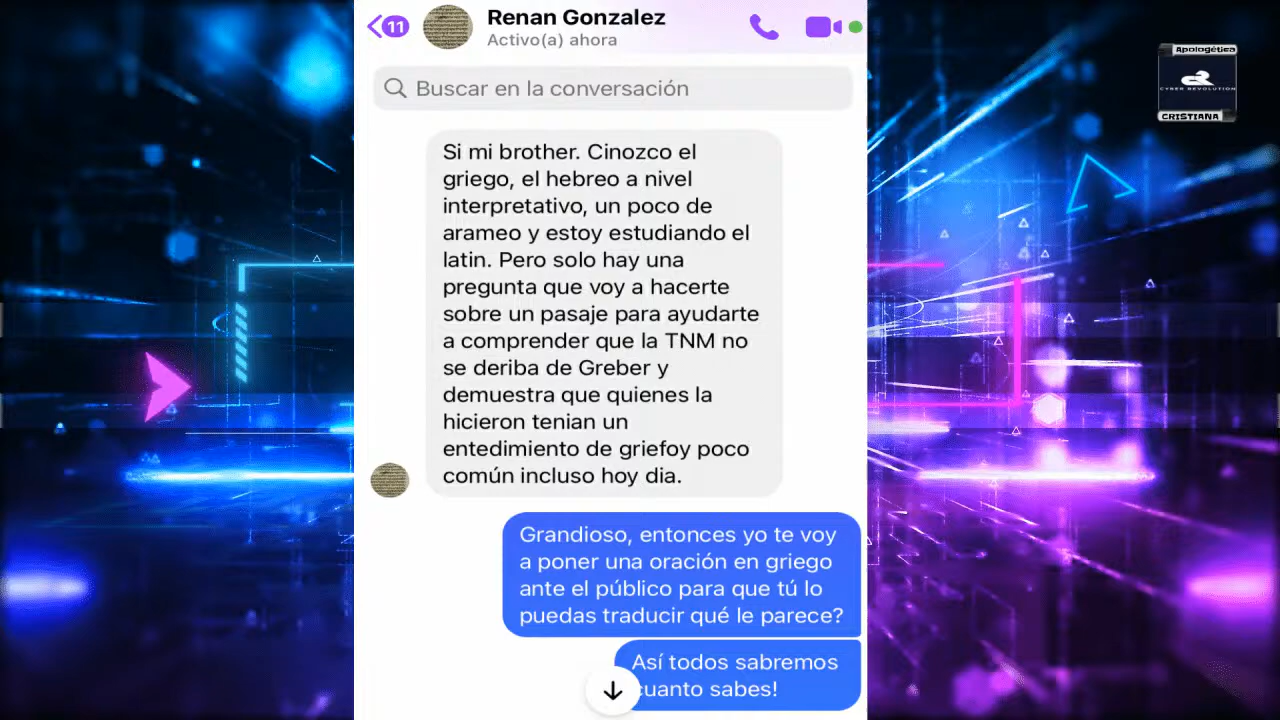 11
Renan Gonzalez
Activo(a) ahora
Apologética
CYBER REVOLUTION
CRISTIANA
Buscar en la conversación
Si mi brother. Cinozco el
griego, el hebreo a nivel
interpretativo, un poco de
arameo y estoy estudiando el
latin. Pero solo hay una
pregunta que voy a hacerte
sobre un pasaje para ayudarte
a comprender que la TNM no
se deriba de Greber y
demuestra que quienes la
hicieron tenian un
entedimiento de griefoy poco
común incluso hoy dia.
Grandioso, entonces yo te voy
a poner una oración en griego
ante el público para que tú lo
puedas traducir qué le parece?
Así todos sabremos
cuanto sabes!